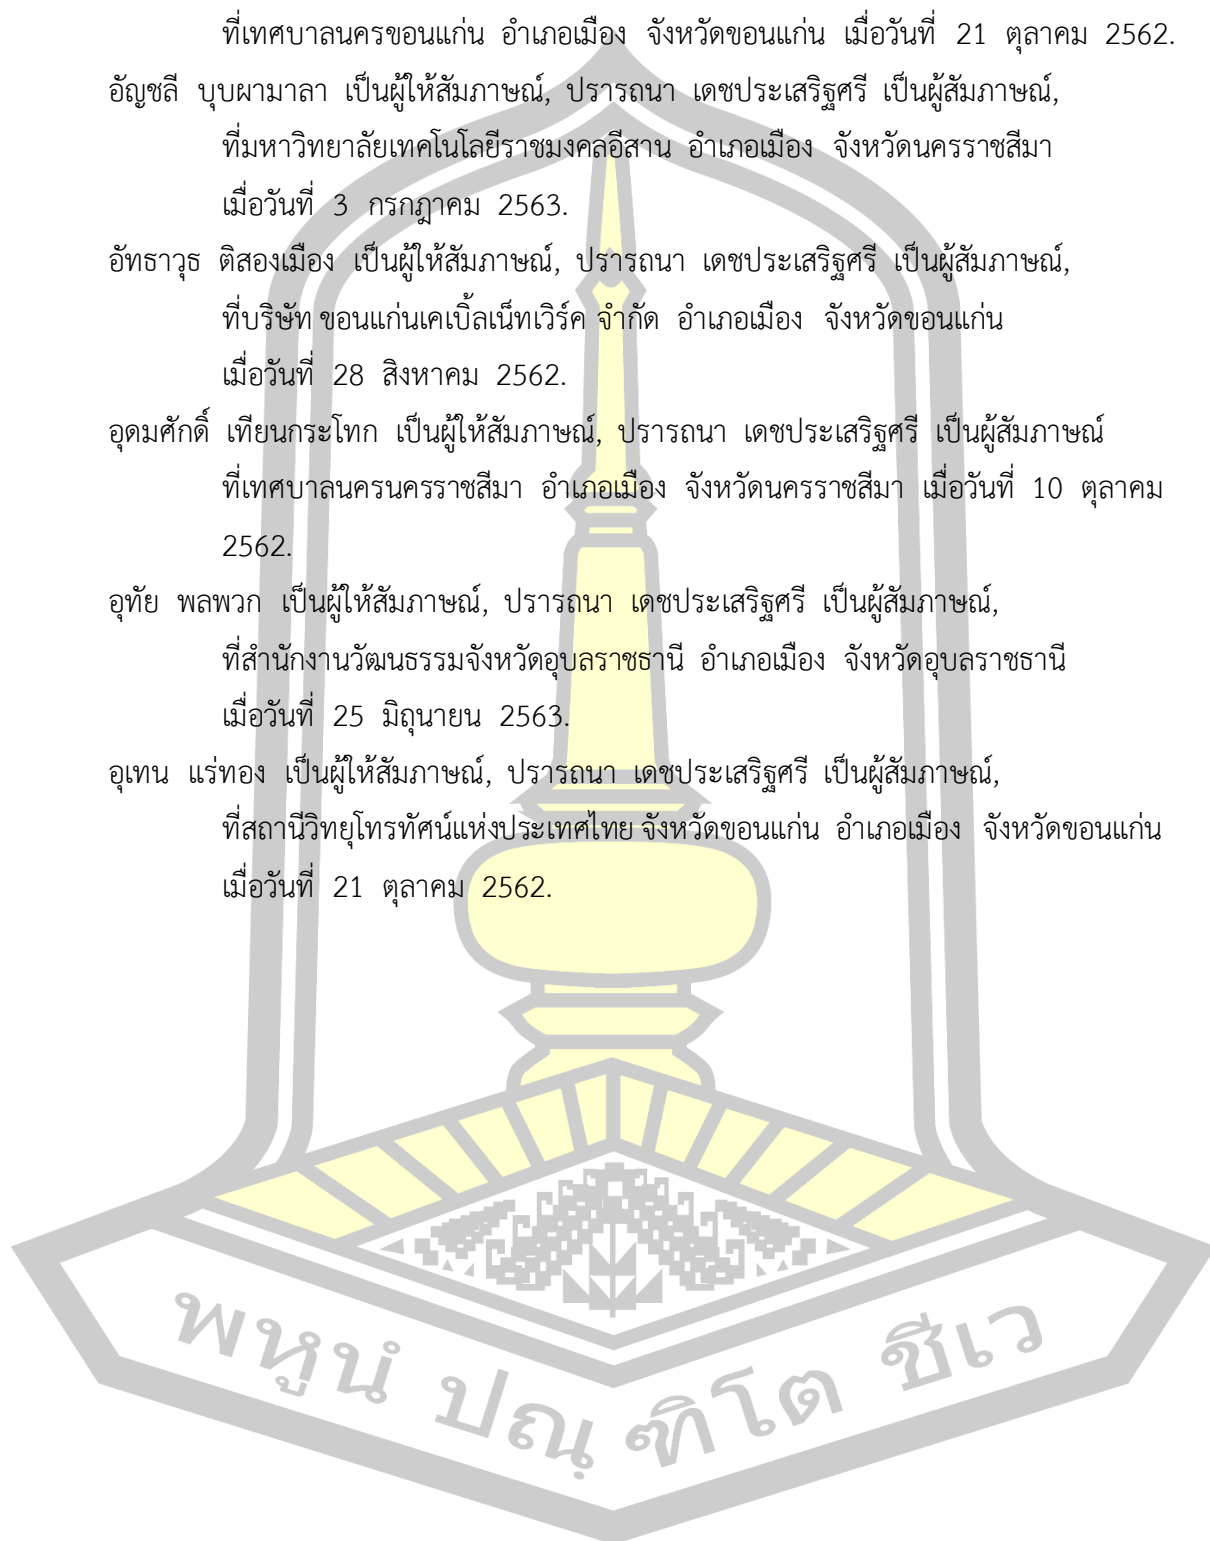 ที่เทศบาลนครขอนแก่น อำเภอเมือง จังหวัดขอนแก่น เมื่อวันที่ 21 ตุลาคม 2562.
อัญชลี บุบผามาลา เป็นผู้ให้สัมภาษณ์, ปรารถนา เดชประเสริฐศรี เป็นผู้สัมภาษณ์,
ที่มหาวิทยาลัยเทคโนโลยีราชมงคลอีสาน อำเภอเมือง จังหวัดนครราชสีมา
เมื่อวันที่ 3 กรกฎาคม 2563.
อัทธาวุธ ติสองเมือง เป็นผู้ให้สัมภาษณ์, ปรารถนา เดชประเสริฐศรี เป็นผู้สัมภาษณ์,
ที่บริษัท ขอนแก่นเคเบิ้ลเน็ทเวิร์ค จำกัด อำเภอเมือง จังหวัดขอนแก่น
เมื่อวันที่ 28 สิงหาคม 2562.
อุดมศักดิ์ เทียนกระโทก เป็นผู้ให้สัมภาษณ์, ปรารถนา เดชประเสริฐศรี เป็นผู้สัมภาษณ์
ที่เทศบาลนครนครราชสีมา อำเภอเมือง จังหวัดนครราชสีมา เมื่อวันที่ 10 ตุลาคม
2562.
อุทัย พลพวก เป็นผู้ให้สัมภาษณ์, ปรารถนา เดชประเสริฐศรี เป็นผู้สัมภาษณ์,
ที่สำนักงานวัฒนธรรมจังหวัดอุบลราชธานี อำเภอเมือง จังหวัดอุบลราชธานี
เมื่อวันที่ 25 มิถุนายน 2563.
อุเทน แร่ทอง เป็นผู้ให้สัมภาษณ์, ปรารถนา เดชประเสริฐศรี เป็นผู้สัมภาษณ์,
ที่สถานีวิทยุโทรทัศน์แห่งประเทศไทย จังหวัดขอนแก่น อำเภอเมือง จังหวัดขอนแก่น
เมื่อวันที่ 21 ตุลาคม 2562.
พหูนํ ปณฺฑิโต ชีเว